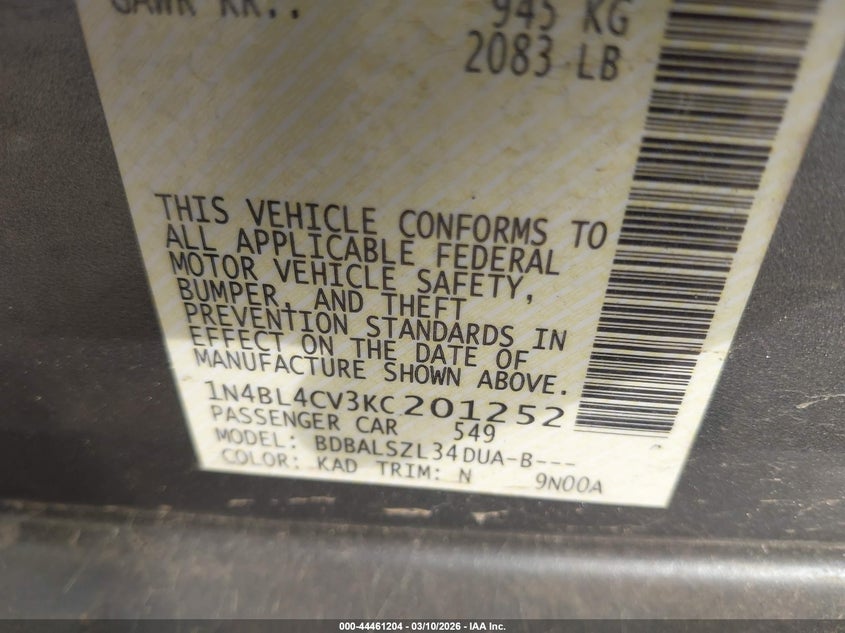 GAWR RR.: 945 KG
2083 LB
THIS VEHICLE CONFORMS TO
ALL APPLICABLE FEDERAL
MOTOR VEHICLE SAFETY,
BUMPER, AND THEFT
PREVENTION STANDARDS IN
EFFECT ON THE DATE OF
MANUFACTURE SHOWN ABOVE.
1N4BL4CV3KC201252
PASSENGER CAR 549
MODEL: BDBALSZL34DUA-B---
COLOR: KAD TRIM: N 9N00A
000-44461204 - 03/10/2026 - IAA Inc.